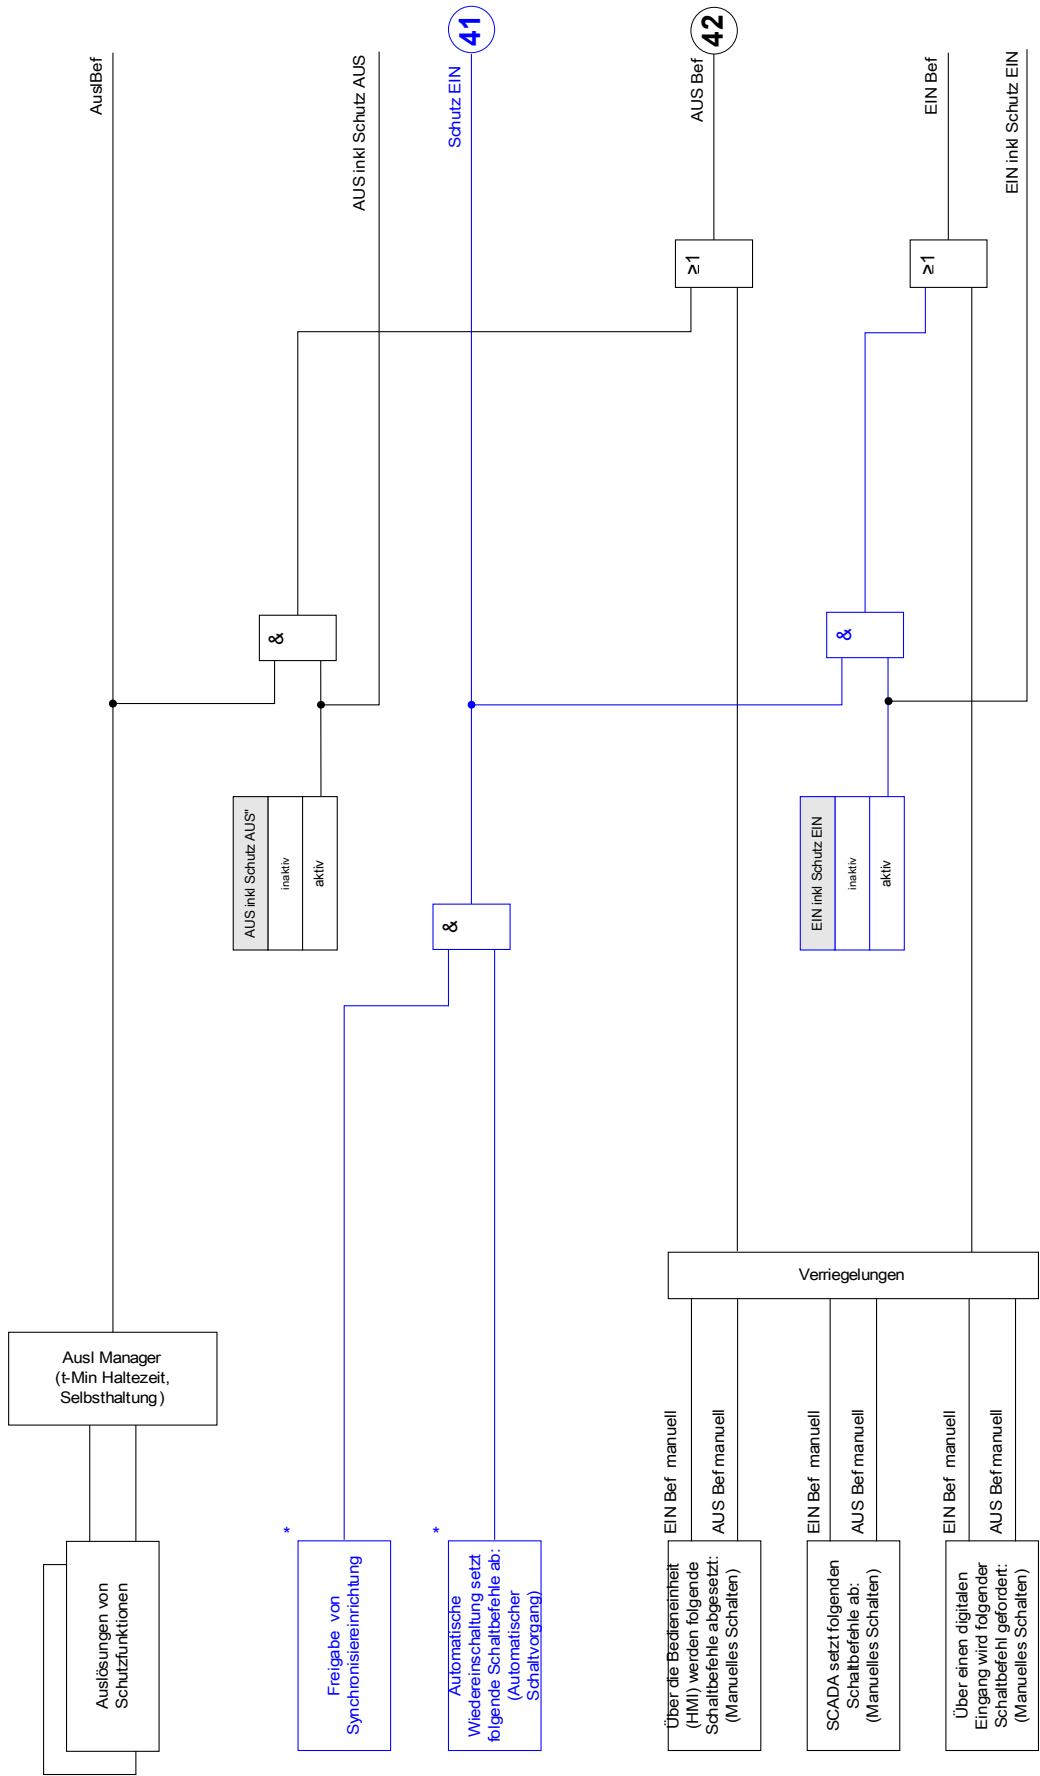 AuslBef
AUS inkl Schutz AUS
Schutz EIN
41
AUS Bef
42
EIN Bef
EIN inkl Schutz EIN
≥1
≥1
&
&
AUS inkl Schutz AUS"
inaktiv
aktiv
&
EIN inkl Schutz EIN
inaktiv
aktiv
Verriegelungen
Ausl Manager
(t-Min Haltezeit,
Selbsthaltung)
EIN Bef manuell
AUS Bef manuell
EIN Bef manuell
AUS Bef manuell
EIN Bef manuell
AUS Bef manuell
*
*
Auslösungen von
Schutzfunktionen
Freigabe von
Synchronisiereinrichtung
Automatische
Wiedereinschaltung setzt
folgende Schaltbefehle ab:
(Automatischer
Schaltvorgang)
Über die Bedieneinheit
(HMI) werden folgende
Schaltbefehle abgesetzt:
(Manuelles Schalten)
SCADA setzt folgenden
Schaltbefehle ab:
(Manuelles Schalten)
Über einen digitalen
Eingang wird folgender
Schaltbefehl gefordert:
(Manuelles Schalten)